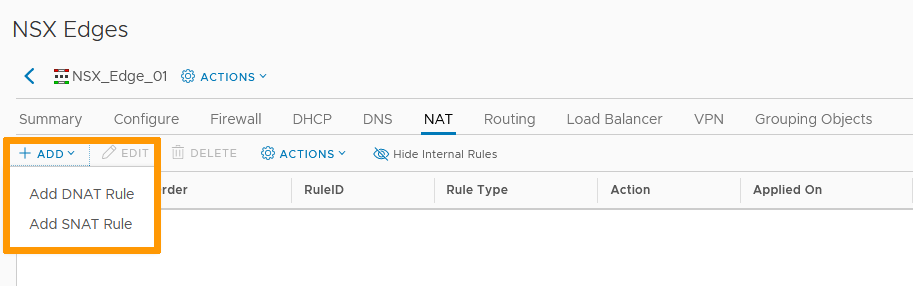 NSX Edges
NSX_Edge_01 ACTIONS
Summary Configure Firewall DHCP DNS NAT Routing Load Balancer VPN Grouping Objects
+ ADD EDIT DELETE ACTIONS Hide Internal Rules
rder RuleID Rule Type Action Applied On
Add DNAT Rule
Add SNAT Rule